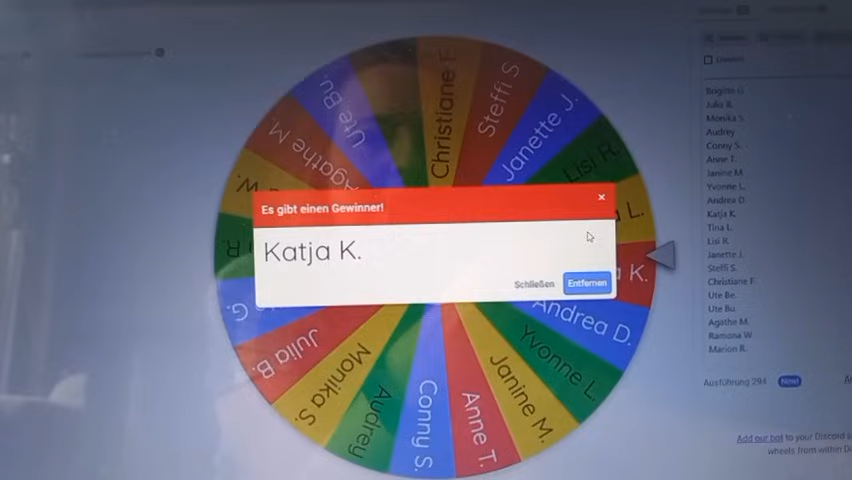 Christiane F.
Steffi S
Janette J.
Lisi R.
L.
K.
Andrea D.
Yvonne L.
Janine M.
Anne T.
Conny S.
Audrey
Monika S.
Julia B.
G.
R
W.
Agathe M.
Ute Bu.
Es gibt einen Gewinner!
×
Katja K.
Schließen
Entfernen
Brigitte G.
Julia B.
Monika S.
Audrey
Conny S.
Anne T.
Janine M
Yvonne L.
Andrea D
Katja K.
Tina L.
Lisi R.
Janette J.
Steffi S.
Christiane F
Ute Be.
Ute Bu.
Agathe M.
Ramona W
Marion R.
Ausführung 294 New!
Add our bot to your Discord
wheels from within